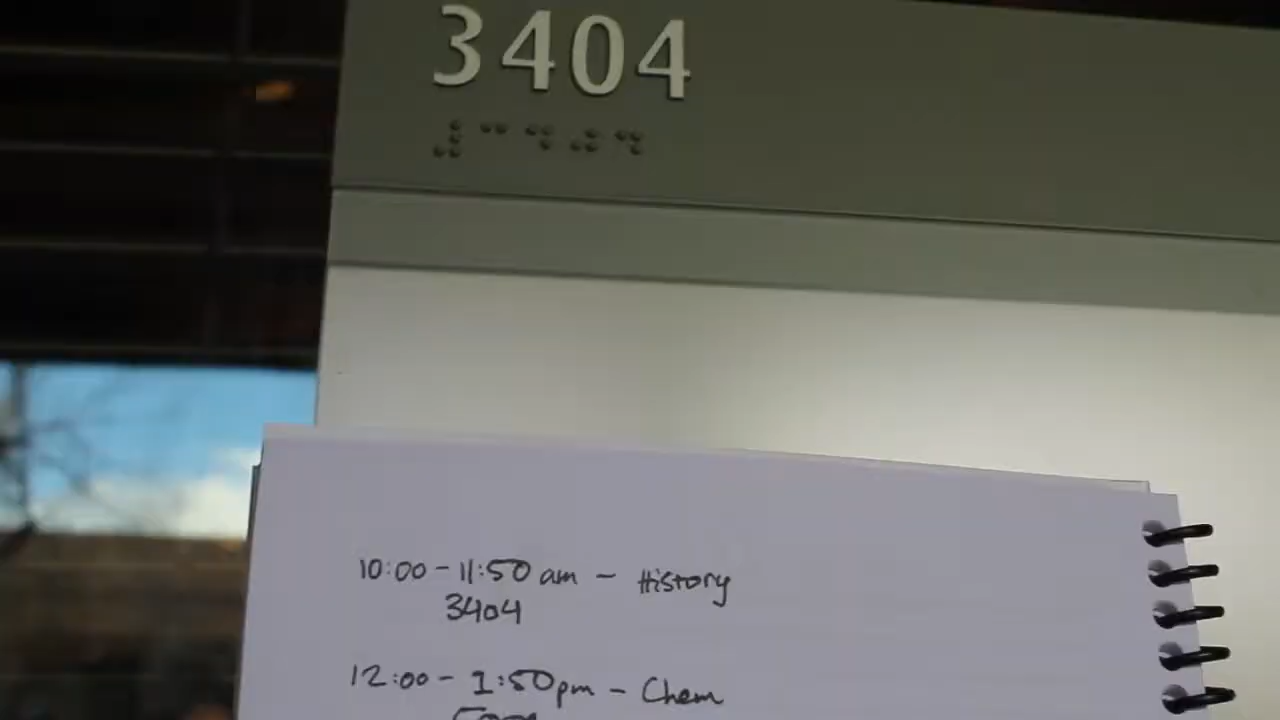 3404
⠼⠉⠙⠚⠙
10:00 - 11:50 am - History
3404
12:00 - 1:50pm - Chem